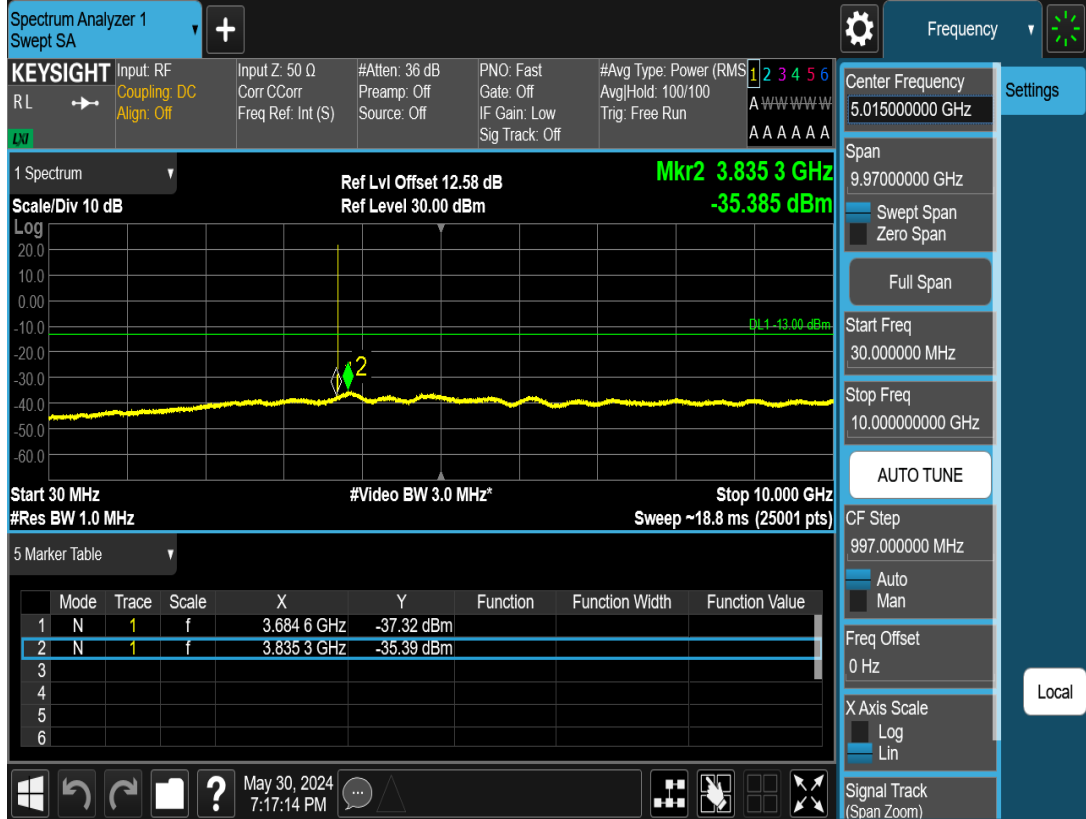 Spectrum Analyzer 1
Swept SA
+
Frequency
KEYSIGHT
RL
LXI
Input: RF
Coupling: DC
Align: Off
Input Z: 50 Ω
Corr CCorr
Freq Ref: Int (S)
#Atten: 36 dB
Preamp: Off
Source: Off
PNO: Fast
Gate: Off
IF Gain: Low
Sig Track: Off
#Avg Type: Power (RMS
Avg|Hold: 100/100
Trig: Free Run
1 2 3 4 5 6
A W W W W W
A A A A A A
1 Spectrum
Scale/Div 10 dB
Log
Ref Lvl Offset 12.58 dB
Ref Level 30.00 dBm
Mkr2 3.835 3 GHz
-35.385 dBm
20.0
10.0
0.00
-10.0
-20.0
-30.0
-40.0
-50.0
-60.0
DL1 -13.00 dBm
2
Start 30 MHz
#Video BW 3.0 MHz*
Stop 10.000 GHz
#Res BW 1.0 MHz
Sweep ~18.8 ms (25001 pts)
5 Marker Table
Mode Trace Scale X Y Function Function Width Function Value
1 N 1 f 3.684 6 GHz -37.32 dBm
2 N 1 f 3.835 3 GHz -35.39 dBm
3
4
5
6
?
May 30, 2024
7:17:14 PM
Center Frequency
5.015000000 GHz
Settings
Span
9.97000000 GHz
Swept Span
Zero Span
Full Span
Start Freq
30.000000 MHz
Stop Freq
10.000000000 GHz
AUTO TUNE
CF Step
997.000000 MHz
Auto
Man
Freq Offset
0 Hz
Local
X Axis Scale
Log
Lin
Signal Track
(Span Zoom)